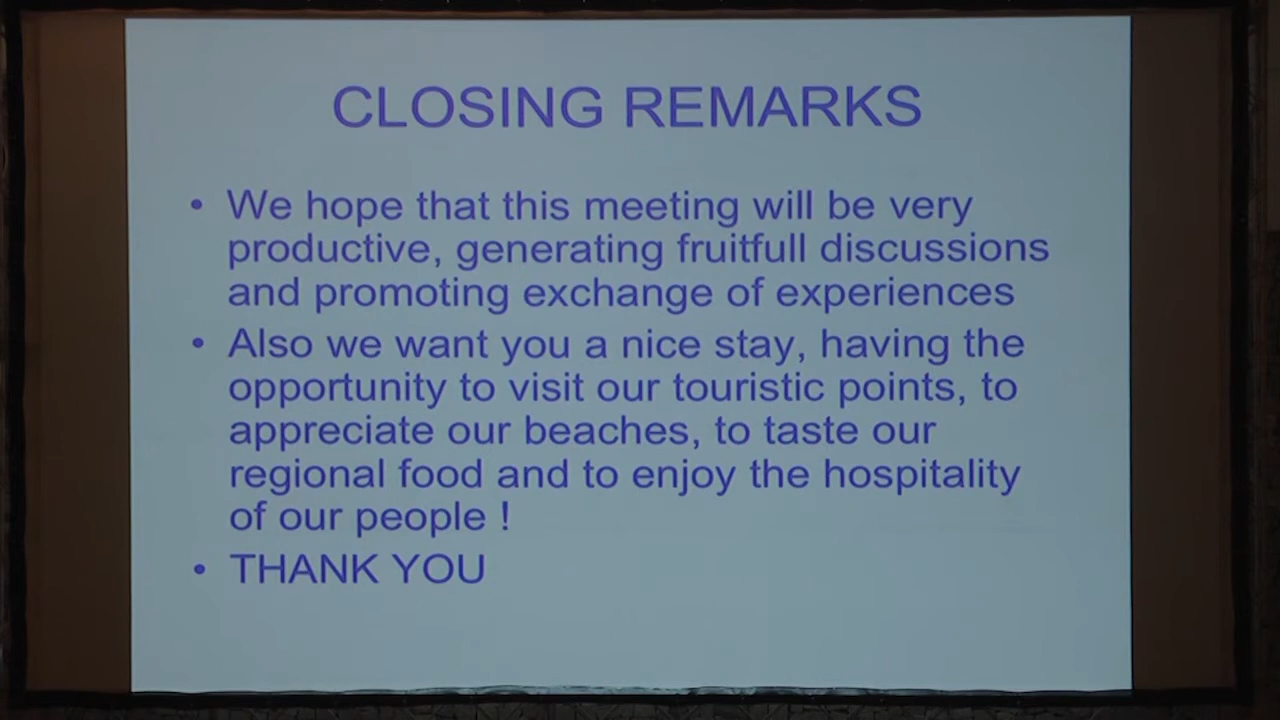 CLOSING REMARKS
• We hope that this meeting will be very
productive, generating fruitfull discussions
and promoting exchange of experiences
• Also we want you a nice stay, having the
opportunity to visit our touristic points, to
appreciate our beaches, to taste our
regional food and to enjoy the hospitality
of our people !
• THANK YOU